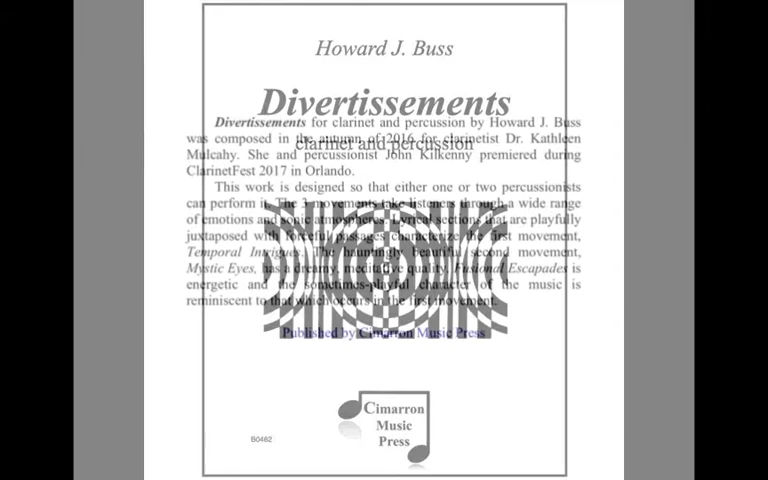 Howard J. Buss
Divertissements
Divertissements for clarinet and percussion by Howard J. Buss
was composed in the autumn of 2016 for clarinetist Dr. Kathleen
clarinet and percussion
Mulcahy. She and percussionist John Kilkenny premiered during
ClarinetFest 2017 in Orlando.
This work is designed so that either one or two percussionists
can perform it. The 3 movements take listeners through a wide range
of emotions and sonic atmospheres. Lyrical sections that are playfully
juxtaposed with forceful passages characterize the first movement,
Temporal Intrigues. The hauntingly beautiful second movement,
Mystic Eyes, has a dreamy, meditative quality. Fusional Escapades is
energetic and the sometimes-playful character of the music is
reminiscent to that which occurs in the first movement.
Published by Cimarron Music Press
Cimarron
Music
Press
B0482